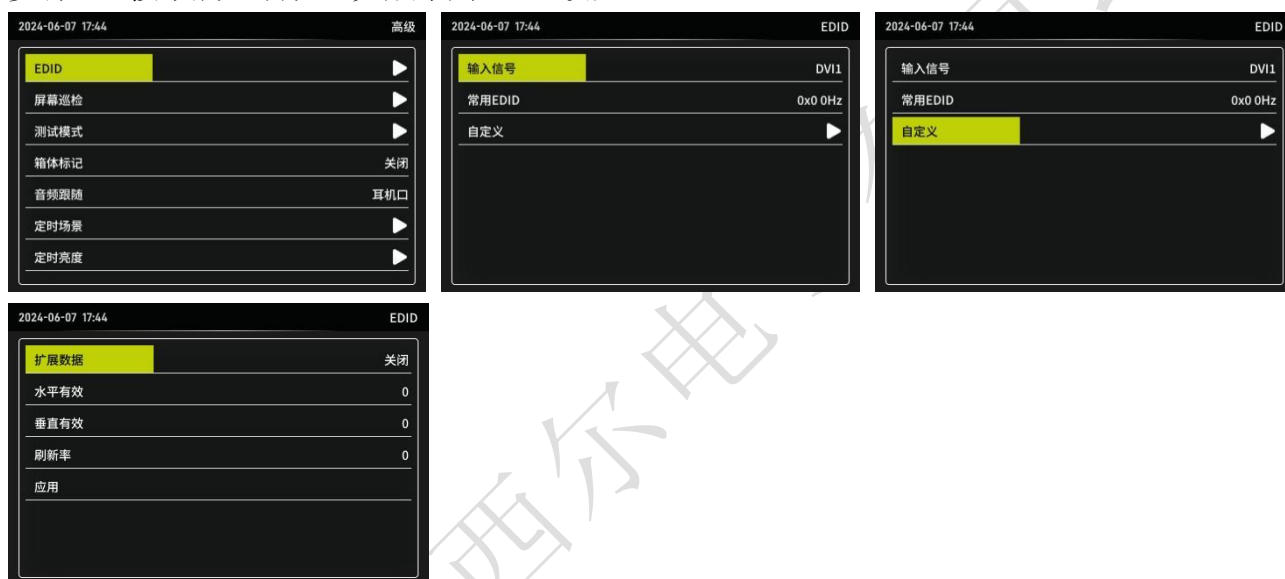 2024-06-07 17:44 高级
EDID
屏幕巡检
测试模式
箱体标记 关闭
音频跟随 耳机口
定时场景
定时亮度
2024-06-07 17:44 EDID
输入信号 DVI1
常用EDID 0x0 0Hz
自定义
2024-06-07 17:44 EDID
输入信号 DVI1
常用EDID 0x0 0Hz
自定义
2024-06-07 17:44 EDID
扩展数据 关闭
水平有效 0
垂直有效 0
刷新率 0
应用
西尔电